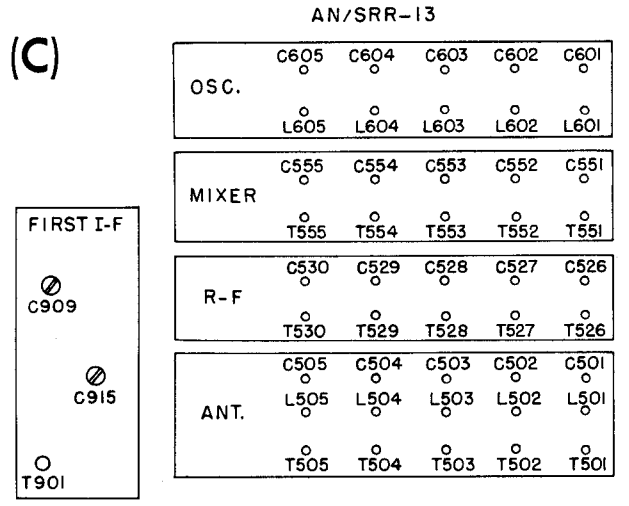 AN/SRR-13
(C)
C605 C604 C603 C602 C601
OSC.
L605 L604 L603 L602 L601
C555 C554 C553 C552 C551
MIXER
T555 T554 T553 T552 T551
FIRST I-F
C909
C915
T901
C530 C529 C528 C527 C526
R-F
T530 T529 T528 T527 T526
C505 C504 C503 C502 C501
L505 L504 L503 L502 L501
ANT.
T505 T504 T503 T502 T501